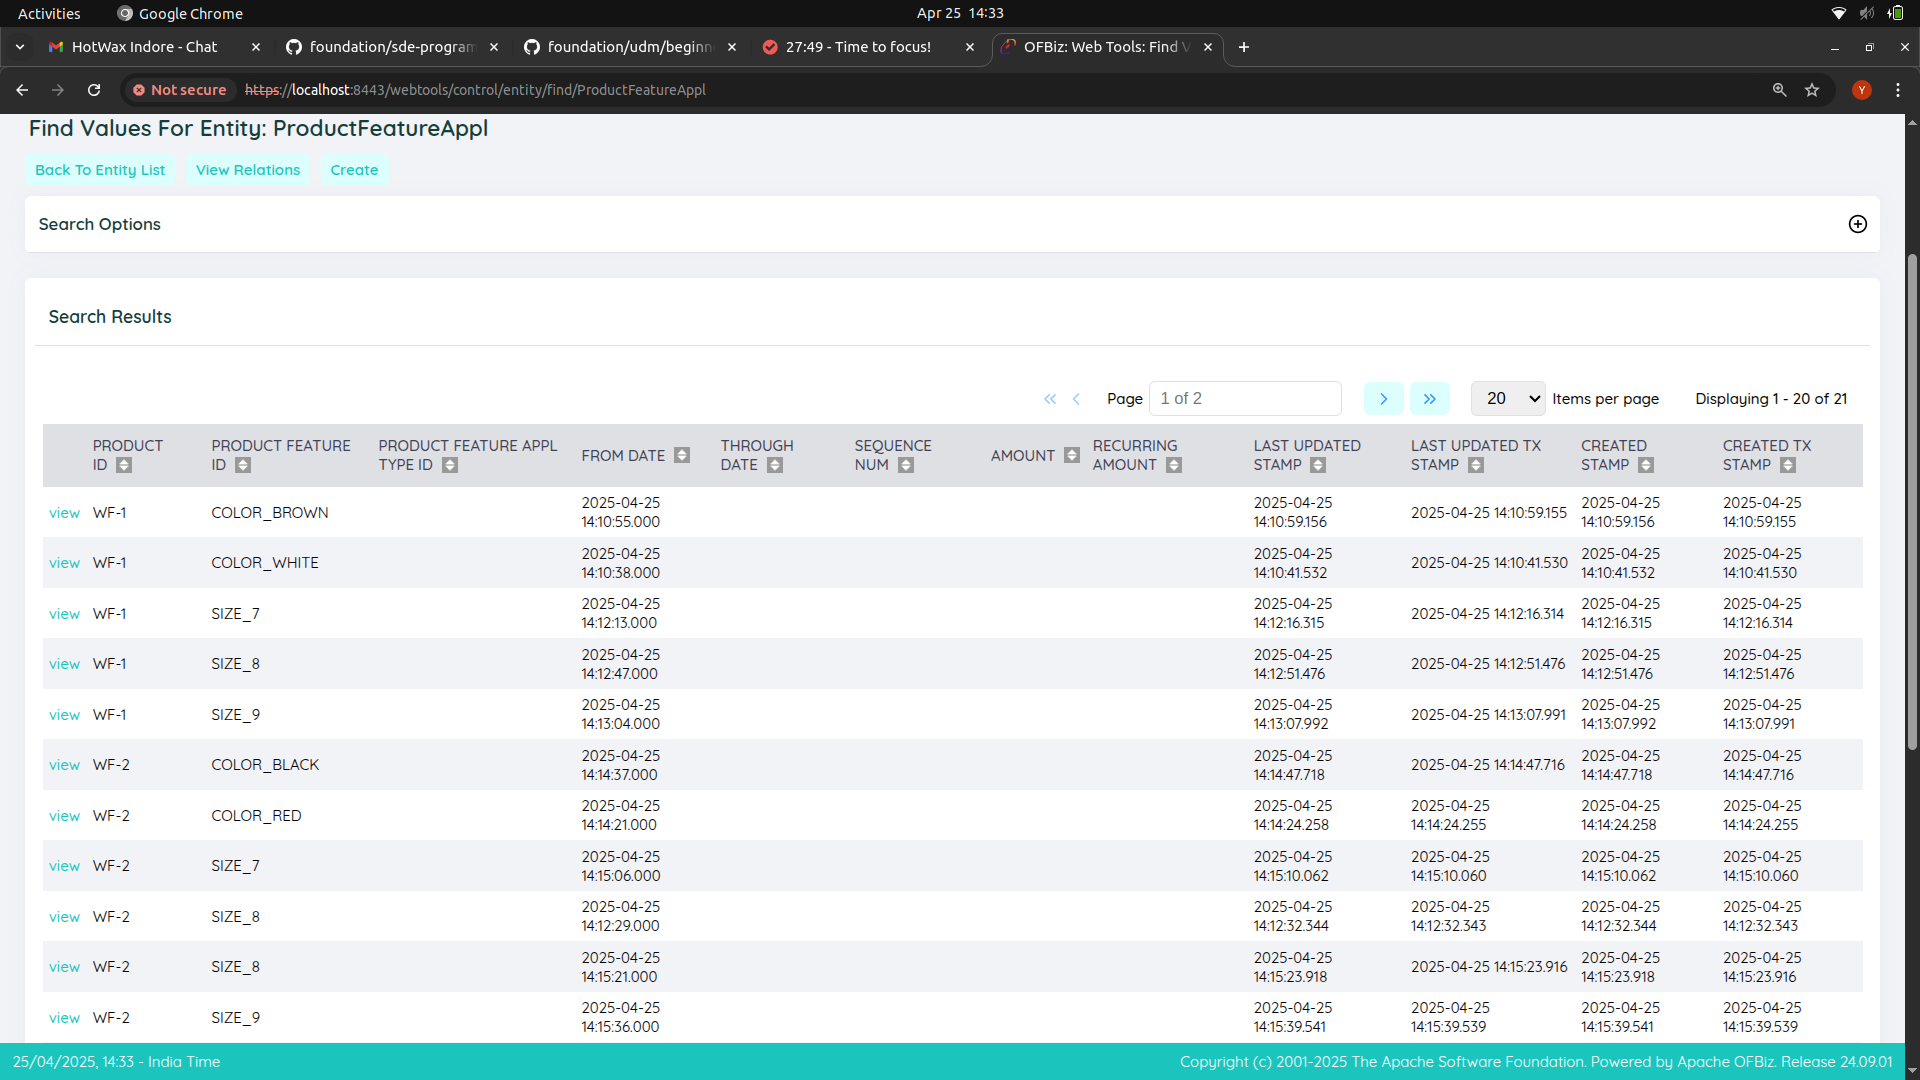 Activities Google Chrome Apr 25 14:33
HotWax Indore - Chat foundation/sde-program foundation/udm/beginn 27:49 - Time to focus! OFBiz: Web Tools: Find V
Not secure https://localhost:8443/webtools/control/entity/find/ProductFeatureAppl Y
Find Values For Entity: ProductFeatureAppl
Back To Entity List View Relations Create
Search Options
Search Results
Page 1 of 2 20 Items per page Displaying 1 - 20 of 21
PRODUCT ID PRODUCT FEATURE ID PRODUCT FEATURE APPL TYPE ID FROM DATE THROUGH DATE SEQUENCE NUM AMOUNT RECURRING AMOUNT LAST UPDATED STAMP LAST UPDATED TX STAMP CREATED STAMP CREATED TX STAMP
view WF-1 COLOR_BROWN 2025-04-25 14:10:55.000 2025-04-25 14:10:59.156 2025-04-25 14:10:59.155 2025-04-25 14:10:59.156 2025-04-25 14:10:59.155
view WF-1 COLOR_WHITE 2025-04-25 14:10:38.000 2025-04-25 14:10:41.532 2025-04-25 14:10:41.530 2025-04-25 14:10:41.532 2025-04-25 14:10:41.530
view WF-1 SIZE_7 2025-04-25 14:12:13.000 2025-04-25 14:12:16.315 2025-04-25 14:12:16.314 2025-04-25 14:12:16.315 2025-04-25 14:12:16.314
view WF-1 SIZE_8 2025-04-25 14:12:47.000 2025-04-25 14:12:51.476 2025-04-25 14:12:51.476 2025-04-25 14:12:51.476 2025-04-25 14:12:51.476
view WF-1 SIZE_9 2025-04-25 14:13:04.000 2025-04-25 14:13:07.992 2025-04-25 14:13:07.991 2025-04-25 14:13:07.992 2025-04-25 14:13:07.991
view WF-2 COLOR_BLACK 2025-04-25 14:14:37.000 2025-04-25 14:14:47.718 2025-04-25 14:14:47.716 2025-04-25 14:14:47.718 2025-04-25 14:14:47.716
view WF-2 COLOR_RED 2025-04-25 14:14:21.000 2025-04-25 14:14:24.258 2025-04-25 14:14:24.255 2025-04-25 14:14:24.258 2025-04-25 14:14:24.255
view WF-2 SIZE_7 2025-04-25 14:15:06.000 2025-04-25 14:15:10.062 2025-04-25 14:15:10.060 2025-04-25 14:15:10.062 2025-04-25 14:15:10.060
view WF-2 SIZE_8 2025-04-25 14:12:29.000 2025-04-25 14:12:32.344 2025-04-25 14:12:32.343 2025-04-25 14:12:32.344 2025-04-25 14:12:32.343
view WF-2 SIZE_8 2025-04-25 14:15:21.000 2025-04-25 14:15:23.918 2025-04-25 14:15:23.916 2025-04-25 14:15:23.918 2025-04-25 14:15:23.916
view WF-2 SIZE_9 2025-04-25 14:15:36.000 2025-04-25 14:15:39.541 2025-04-25 14:15:39.539 2025-04-25 14:15:39.541 2025-04-25 14:15:39.539
25/04/2025, 14:33 - India Time Copyright (c) 2001-2025 The Apache Software Foundation. Powered by Apache OFBiz. Release 24.09.01